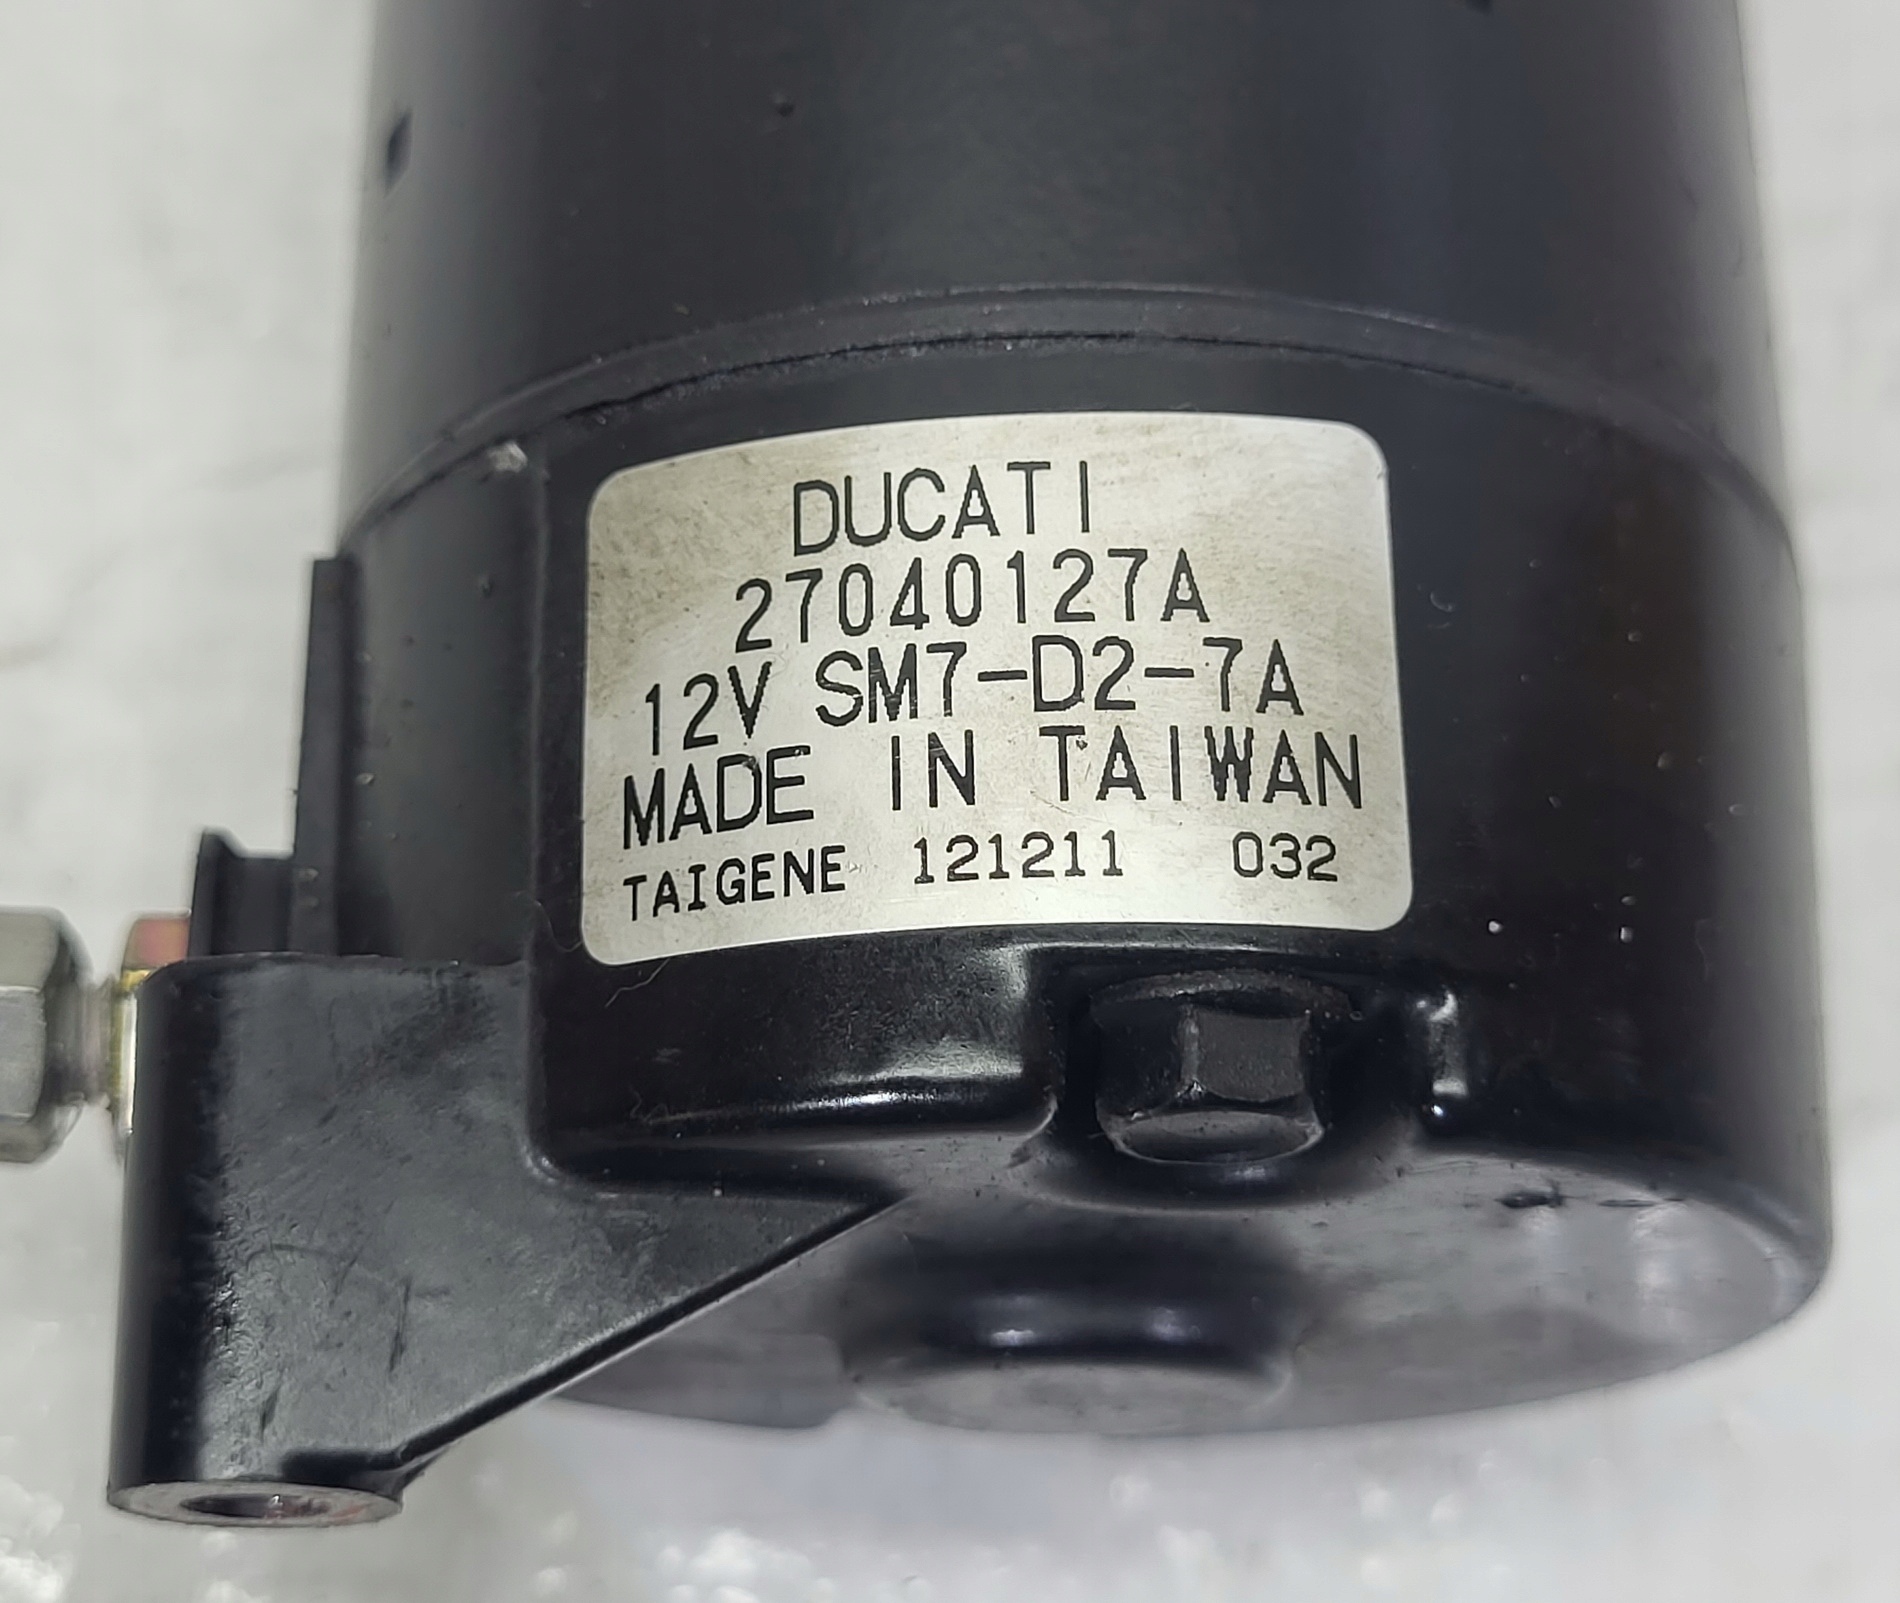 DUCATI
27040127A
12V SM7-D2-7A
MADE IN TAIWAN
TAIGENE 121211 032